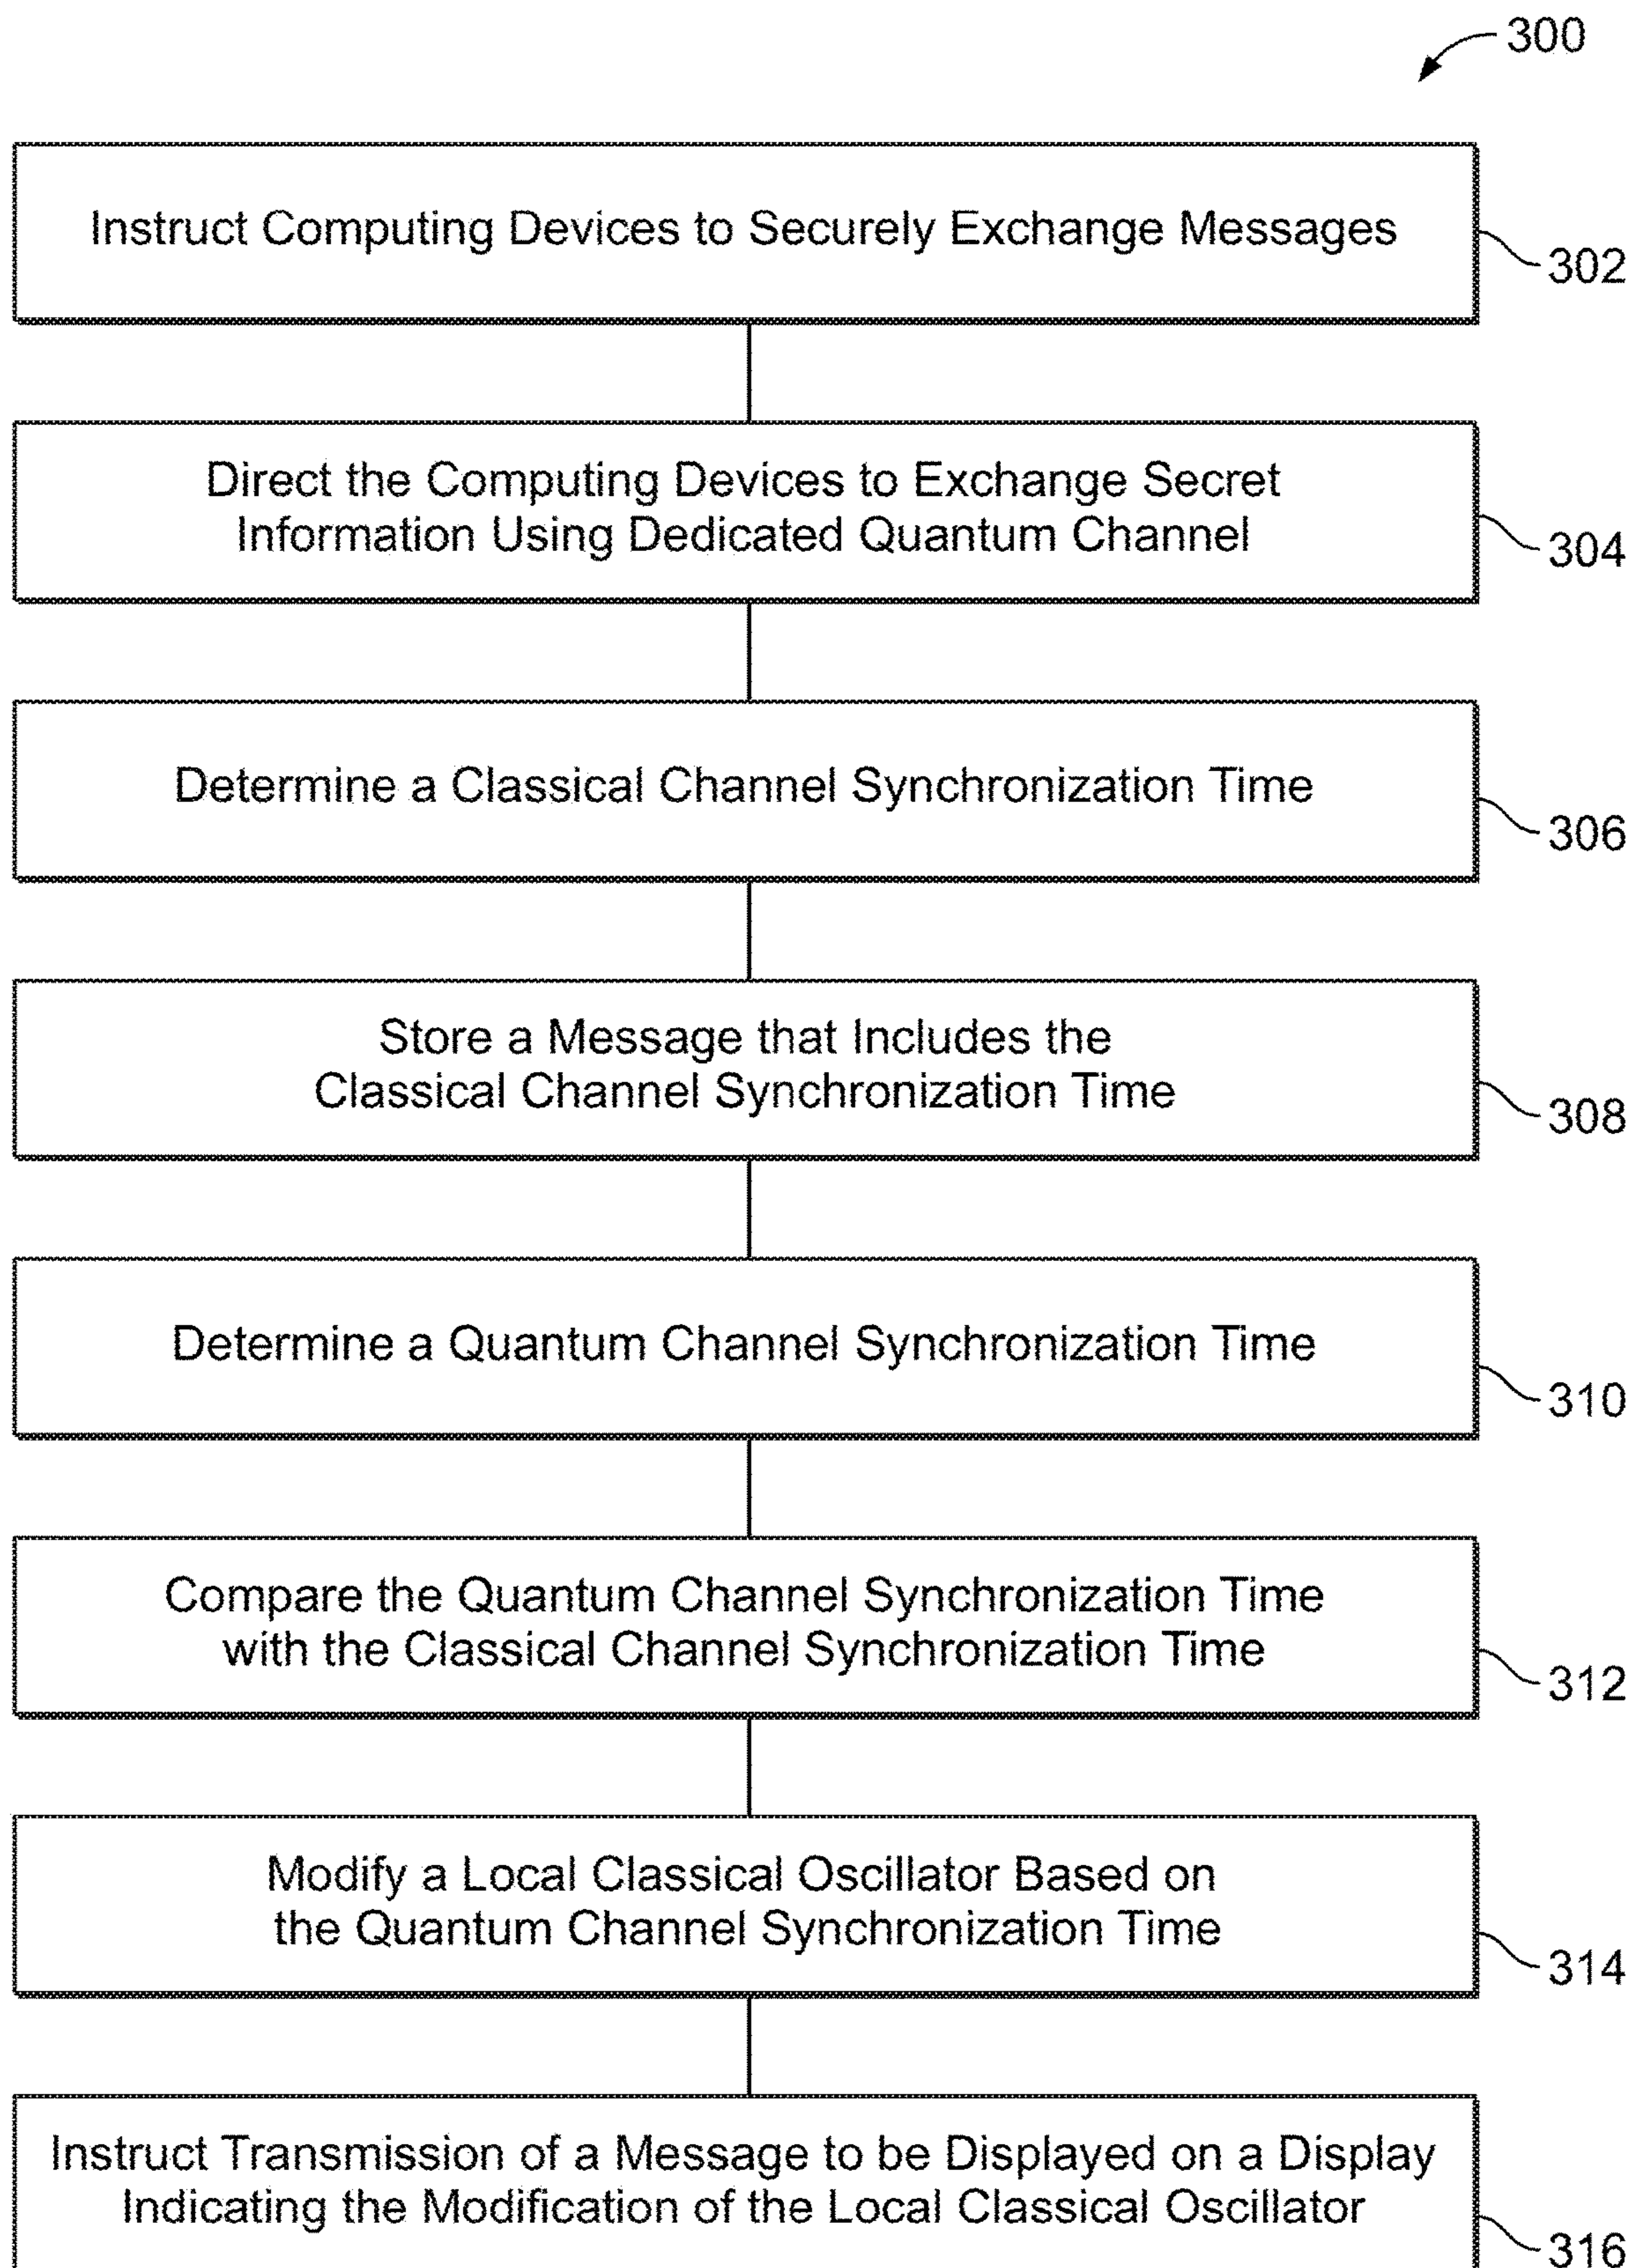 300
Instruct Computing Devices to Securely Exchange Messages
302
Direct the Computing Devices to Exchange Secret
Information Using Dedicated Quantum Channel
304
Determine a Classical Channel Synchronization Time
306
Store a Message that Includes the
Classical Channel Synchronization Time
308
Determine a Quantum Channel Synchronization Time
310
Compare the Quantum Channel Synchronization Time
with the Classical Channel Synchronization Time
312
Modify a Local Classical Oscillator Based on
the Quantum Channel Synchronization Time
314
Instruct Transmission of a Message to be Displayed on a Display
Indicating the Modification of the Local Classical Oscillator
316